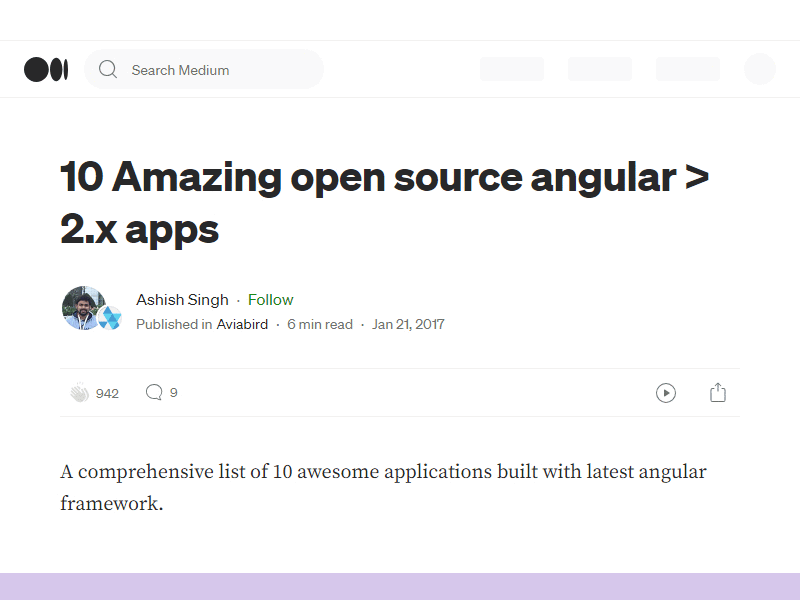 Search Medium
10 Amazing open source angular >
2.x apps
Ashish Singh · Follow
Published in Aviabird · 6 min read · Jan 21, 2017
942 9
A comprehensive list of 10 awesome applications built with latest angular
framework.